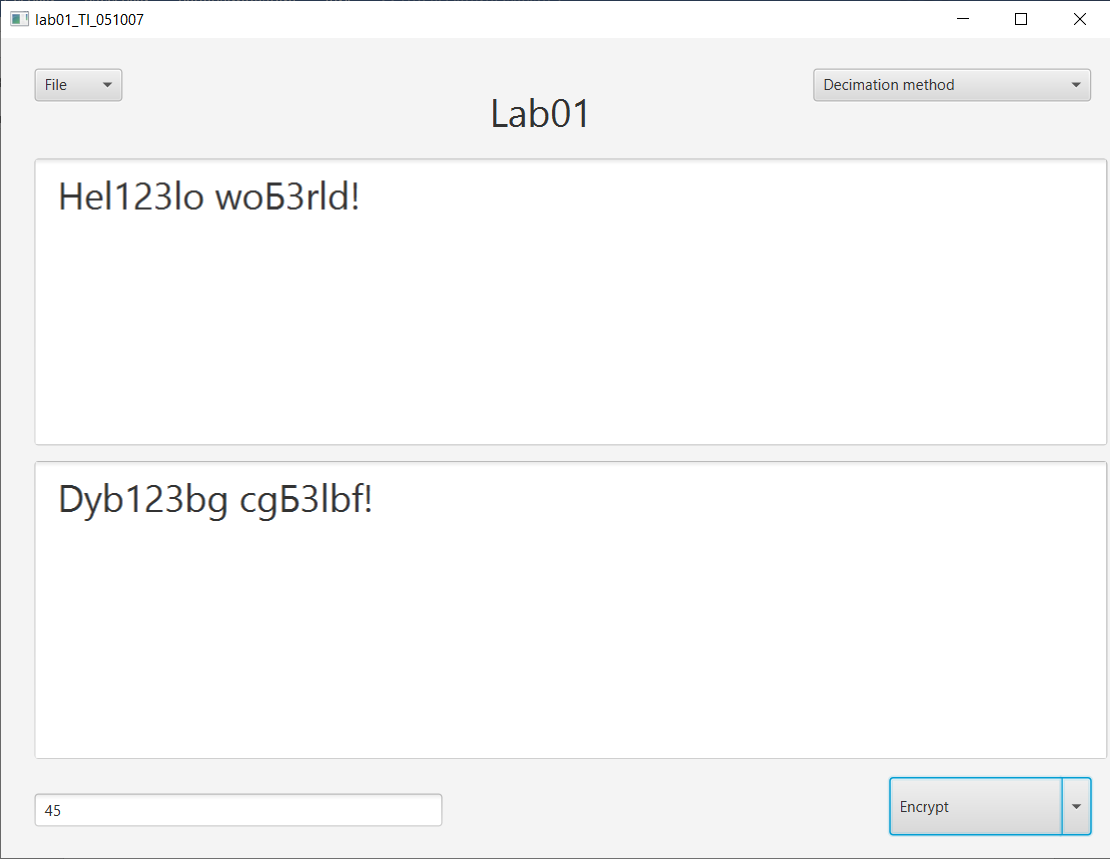 lab01_TI_051007
File
Decimation method
Lab01
Hel123lo woБ3rld!
Dyb123bg cgБ3lbf!
45
Encrypt